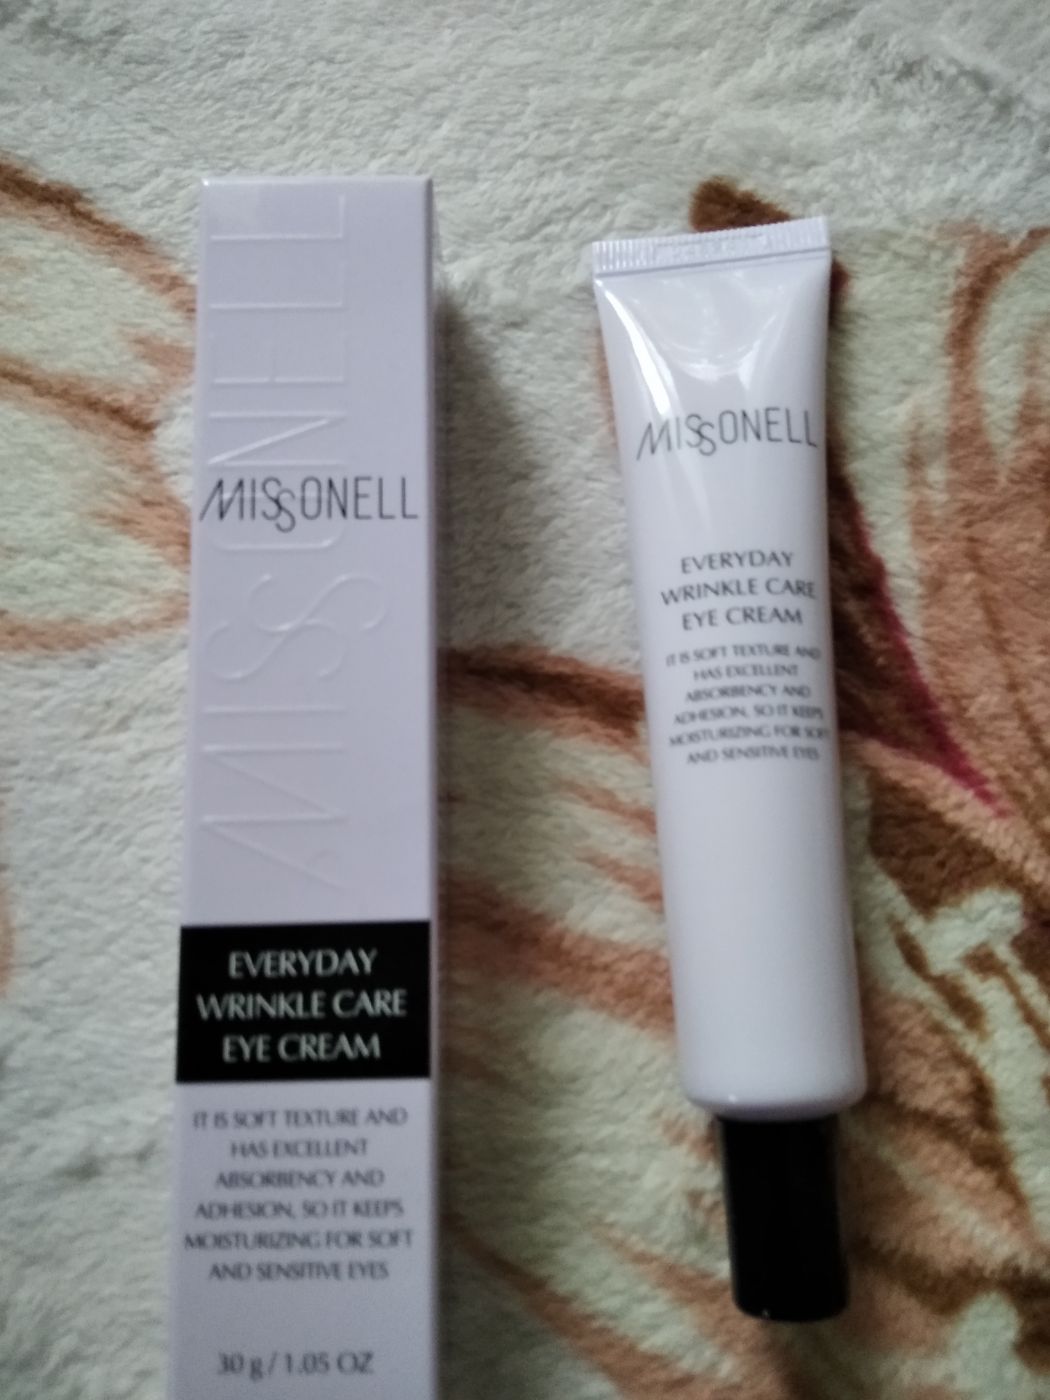 MISSONELL
MISSONELL
EVERYDAY
WRINKLE CARE
EYE CREAM
IT IS SOFT TEXTURE AND
HAS EXCELLENT
ABSORBENCY AND
ADHESION, SO IT KEEPS
MOISTURIZING FOR SOFT
AND SENSITIVE EYES
30 g / 1.05 OZ
MISSONELL
EVERYDAY
WRINKLE CARE
EYE CREAM
IT IS SOFT TEXTURE AND
HAS EXCELLENT
ABSORBENCY AND
ADHESION, SO IT KEEPS
MOISTURIZING FOR SOFT
AND SENSITIVE EYES